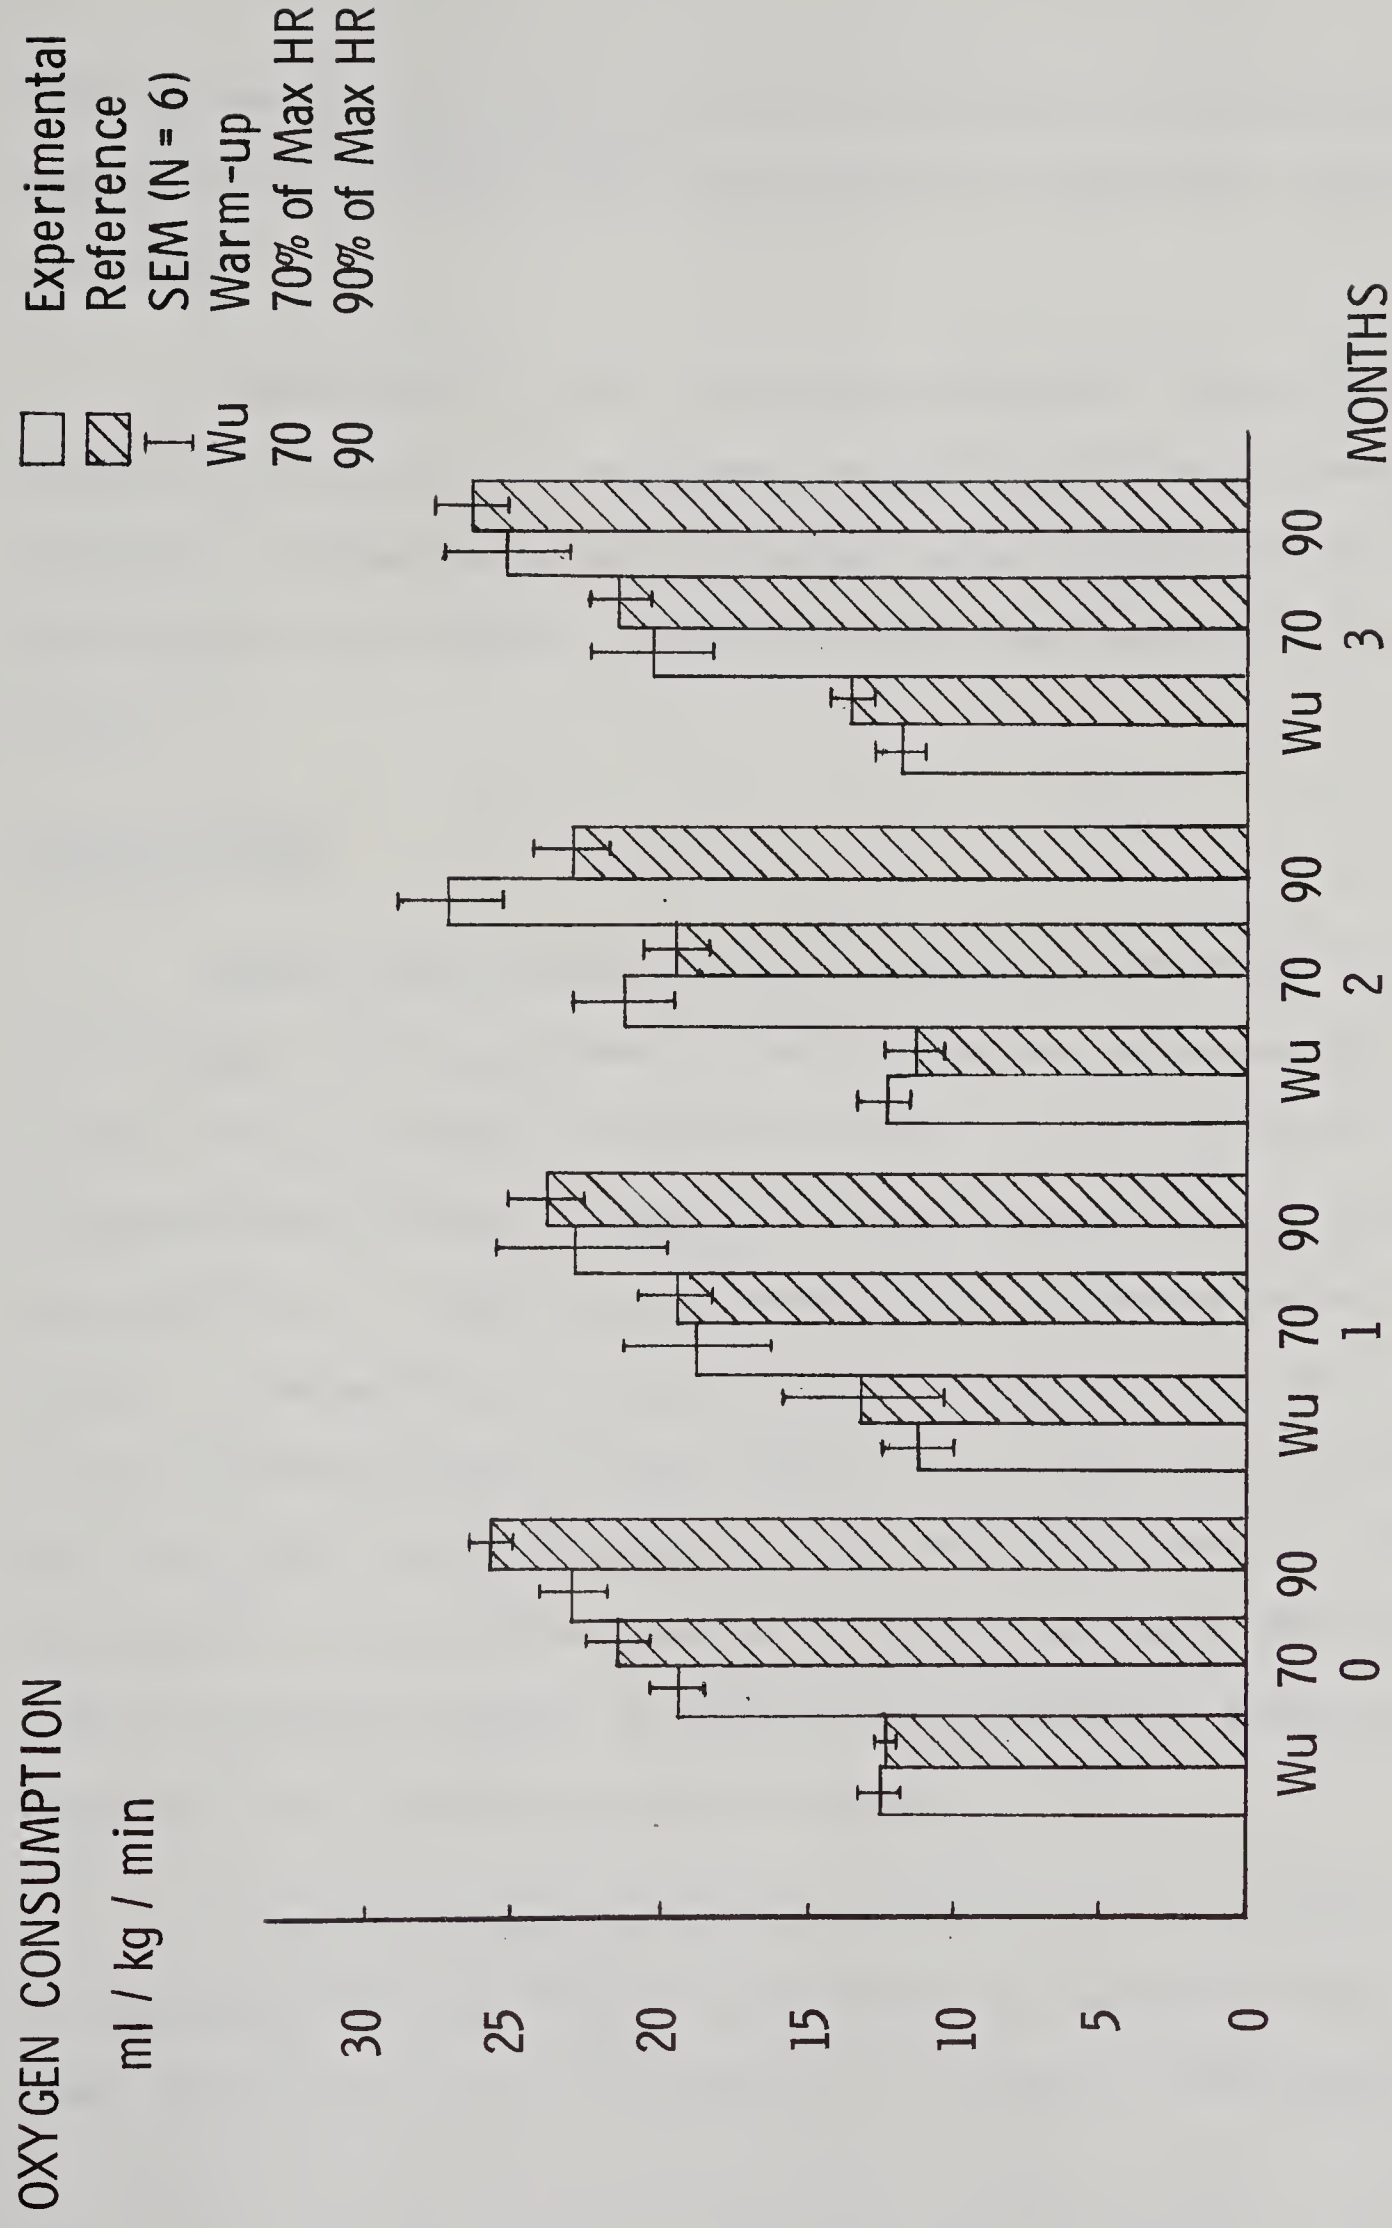 OXYGEN CONSUMPTION
ml / kg / min
Experimental
Reference
SEM (N = 6)
Wu Warm-up
70 70% of Max HR
90 90% of Max HR
30
25
20
15
10
5
0
Wu 70 90 Wu 70 90 Wu 70 90 Wu 70 90
0 1 2 3 MONTHS